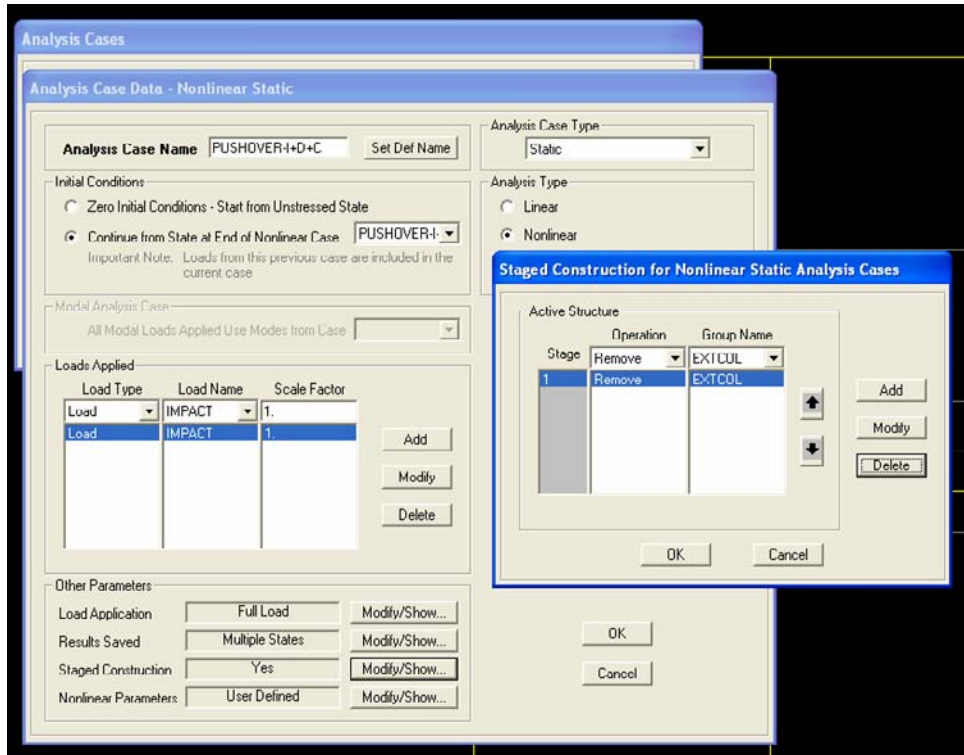 Analysis Cases
Analysis Case Data - Nonlinear Static
Analysis Case Name PUSHOVER-I+D+C Set Def Name
Analysis Case Type
Static
Initial Conditions
Zero Initial Conditions - Start from Unstressed State
Continue from State at End of Nonlinear Case PUSHOVER-I-
Important Note: Loads from this previous case are included in the
current case
Analysis Type
Linear
Nonlinear
Modal Analysis Case
All Modal Loads Applied Use Modes from Case
Loads Applied
Load Type Load Name Scale Factor
Load IMPACT 1.
Load IMPACT 1.
Add
Modify
Delete
Other Parameters
Load Application Full Load Modify/Show...
Results Saved Multiple States Modify/Show...
Staged Construction Yes Modify/Show...
Nonlinear Parameters User Defined Modify/Show...
OK
Cancel
Staged Construction for Nonlinear Static Analysis Cases
Active Structure
Operation Group Name
Stage Remove EXTCOL
1 Remove EXTCOL
Add
Modify
Delete
OK Cancel